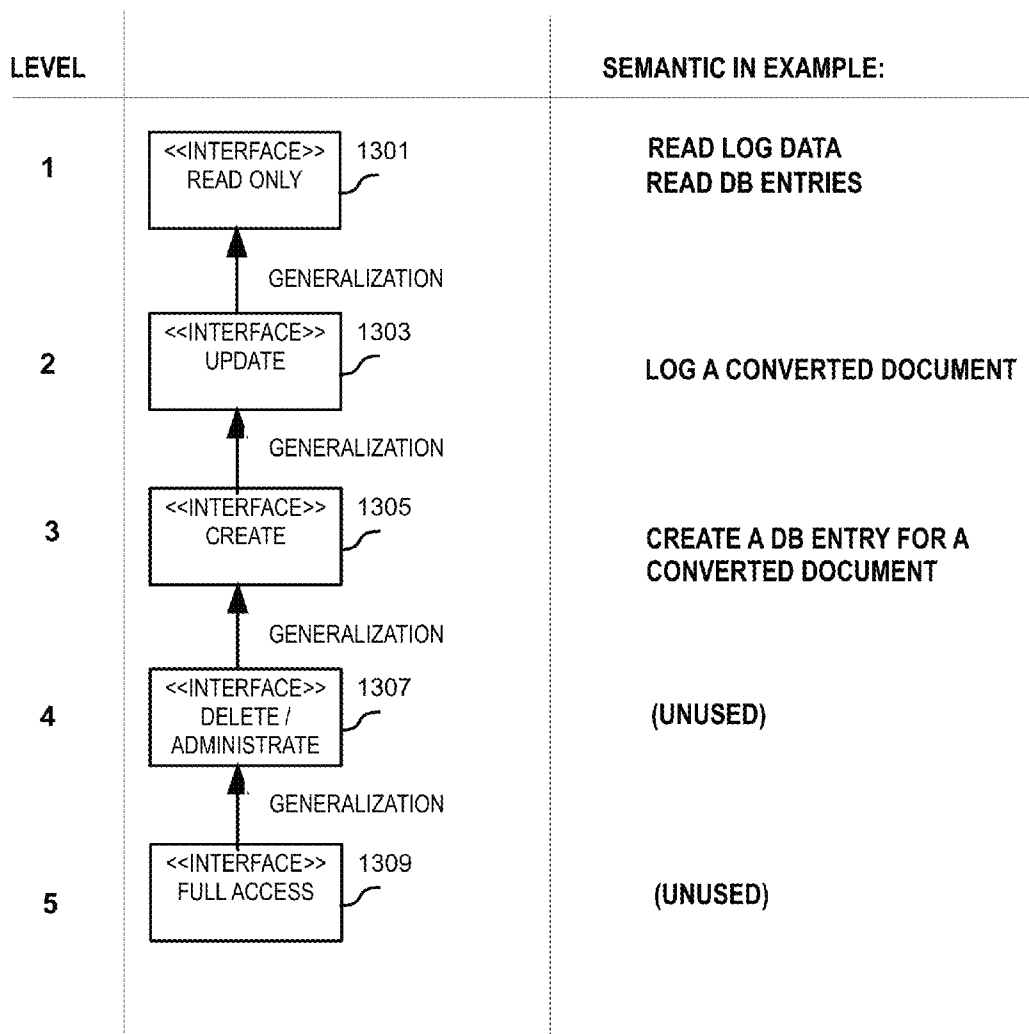 LEVEL
SEMANTIC IN EXAMPLE:
1
<<INTERFACE>>
READ ONLY
1301
READ LOG DATA
READ DB ENTRIES
GENERALIZATION
2
<<INTERFACE>>
UPDATE
1303
LOG A CONVERTED DOCUMENT
GENERALIZATION
3
<<INTERFACE>>
CREATE
1305
CREATE A DB ENTRY FOR A
CONVERTED DOCUMENT
GENERALIZATION
4
<<INTERFACE>>
DELETE /
ADMINISTRATE
1307
(UNUSED)
GENERALIZATION
5
<<INTERFACE>>
FULL ACCESS
1309
(UNUSED)